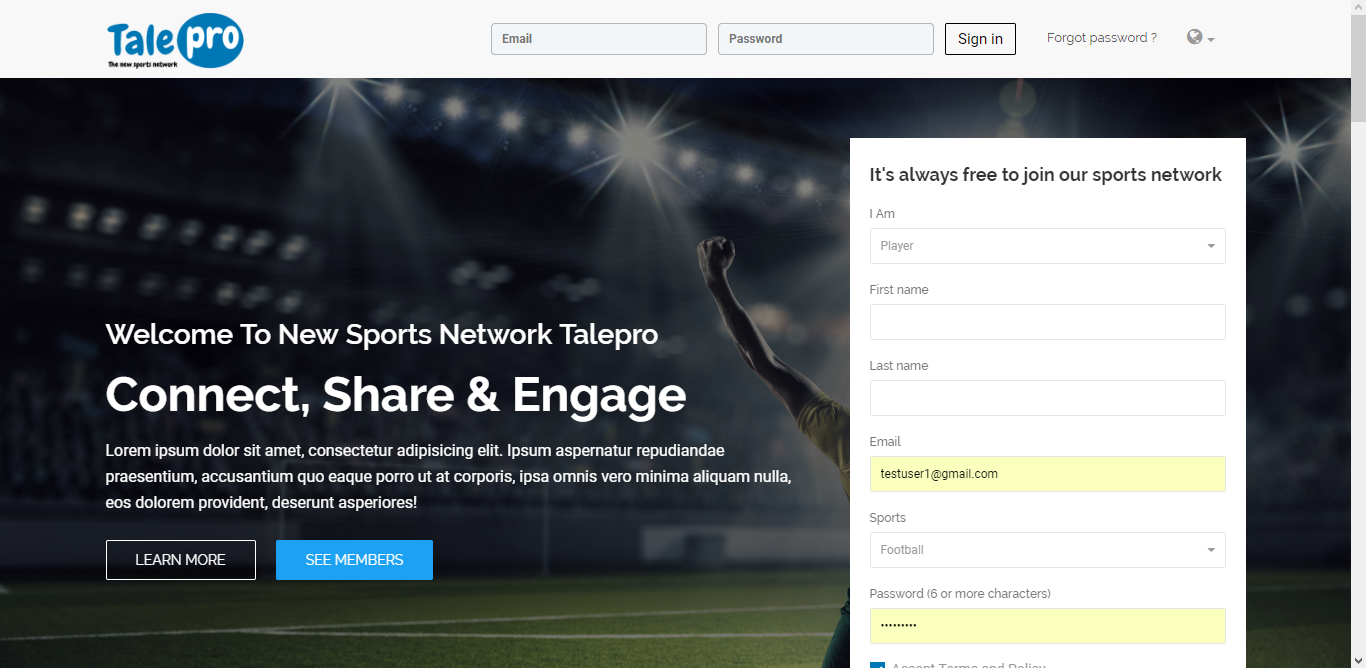 Talepro
The new sports network
Email
Password
Sign in
Forgot password ?
Welcome To New Sports Network Talepro
Connect, Share & Engage
Lorem ipsum dolor sit amet, consectetur adipisicing elit. Ipsum aspernatur repudiandae
praesentium, accusantium quo eaque porro ut at corporis, ipsa omnis vero minima aliquam nulla,
eos dolorem provident, deserunt asperiores!
LEARN MORE
SEE MEMBERS
It's always free to join our sports network
I Am
Player
First name
Last name
Email
testuser1@gmail.com
Sports
Football
Password (6 or more characters)
•••••••••
Accept Terms and Policy